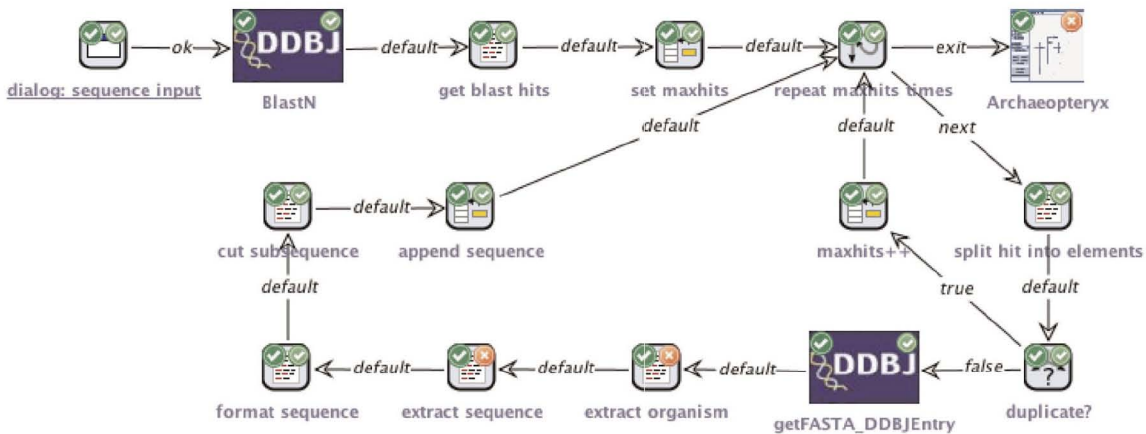 ok
DDBJ
default
default
default
exit
dialog: sequence input
BlastN
get blast hits
set maxhits
repeat maxhits times
Archaeopteryx
default
default
next
default
cut subsequence
append sequence
maxhits++
split hit into elements
default
true
default
default
default
default
DDBJ
false
?
format sequence
extract sequence
extract organism
getFASTA_DDBJEntry
duplicate?